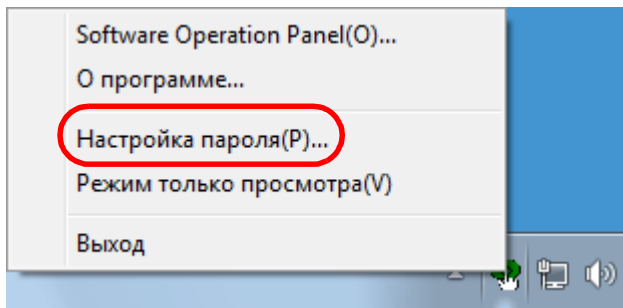 Software Operation Panel(O)...
О программе...
Настройка пароля(P)...
Режим только просмотра(V)
Выход